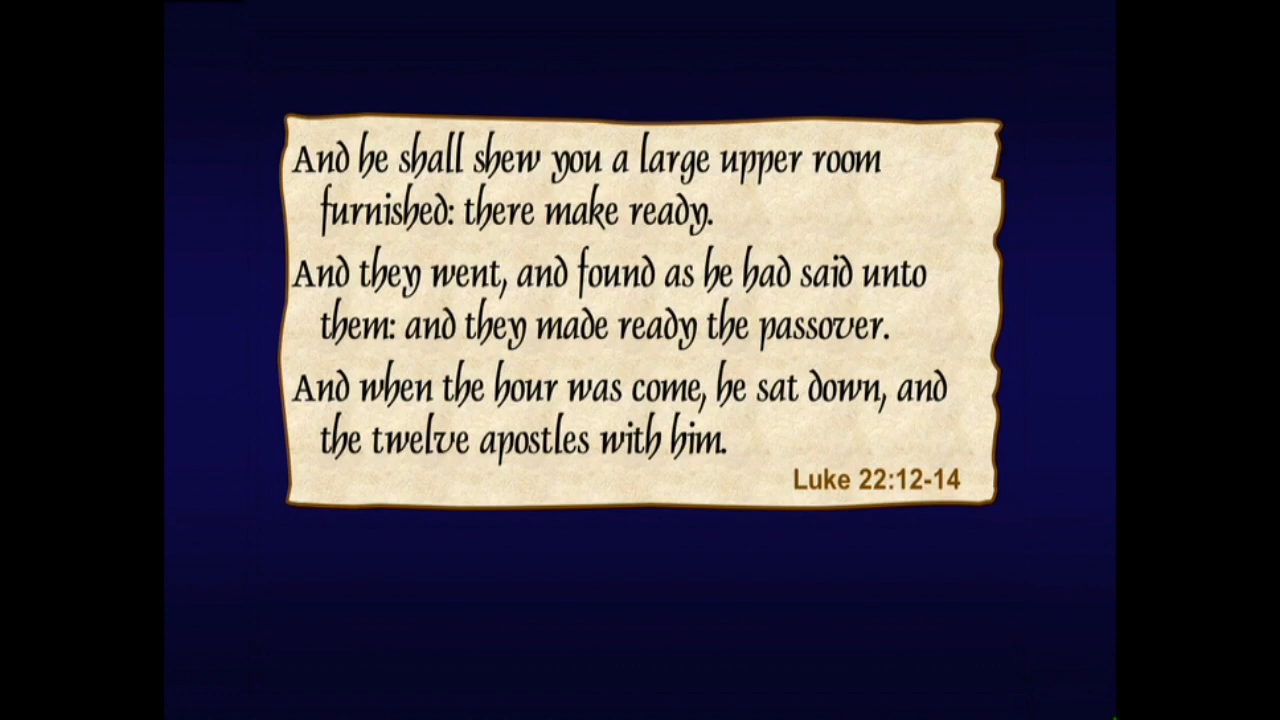 And he shall shew you a large upper room
furnished: there make ready.
And they went, and found as he had said unto
them: and they made ready the passover.
And when the hour was come, he sat down, and
the twelve apostles with him.
Luke 22:12-14